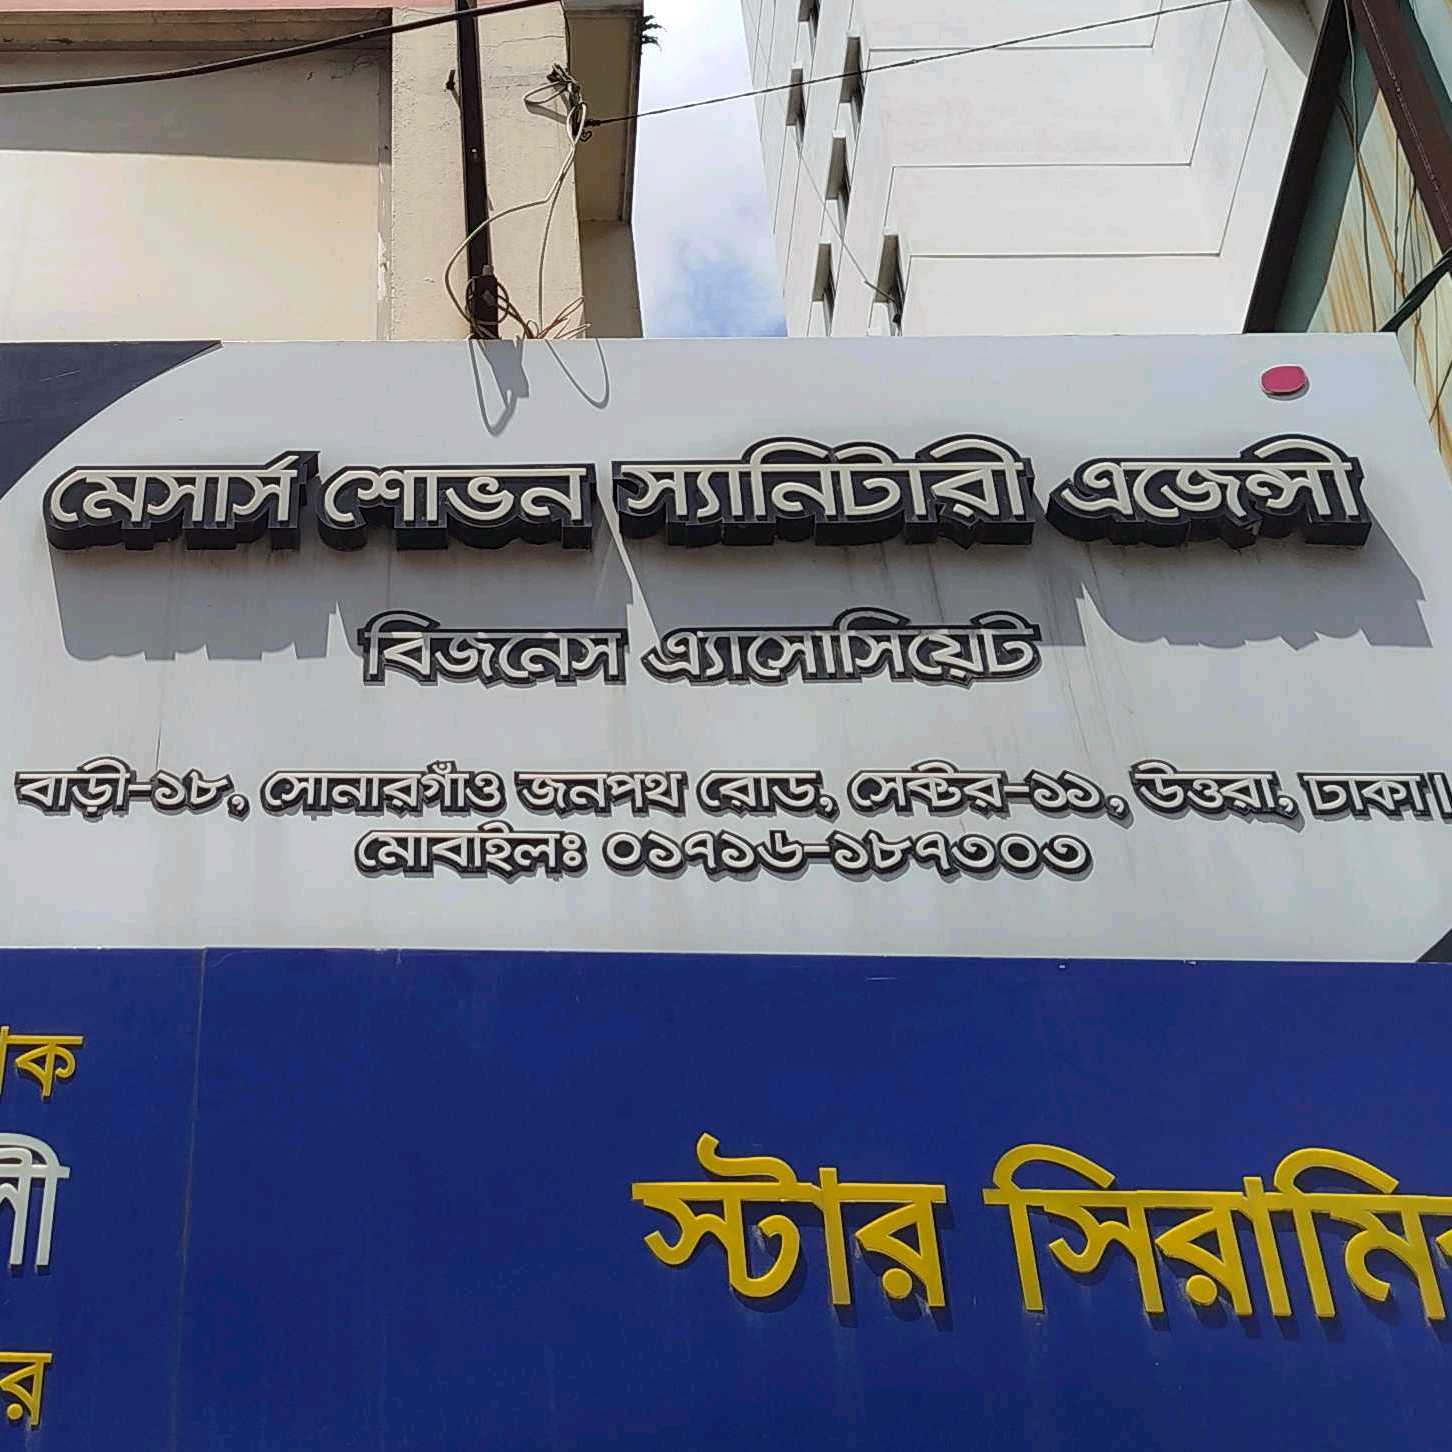 মেসার্স শোভন স্যানিটারী এজেন্সী
বিজনেস এ্যাসোসিয়েট
বাড়ী-১৮, সোনারগাঁও জনপথ রোড, সেক্টর-১১, উত্তরা, ঢাকা।
মোবাইলঃ ০১৭১৬-১৮৭৩০৩
স্টার